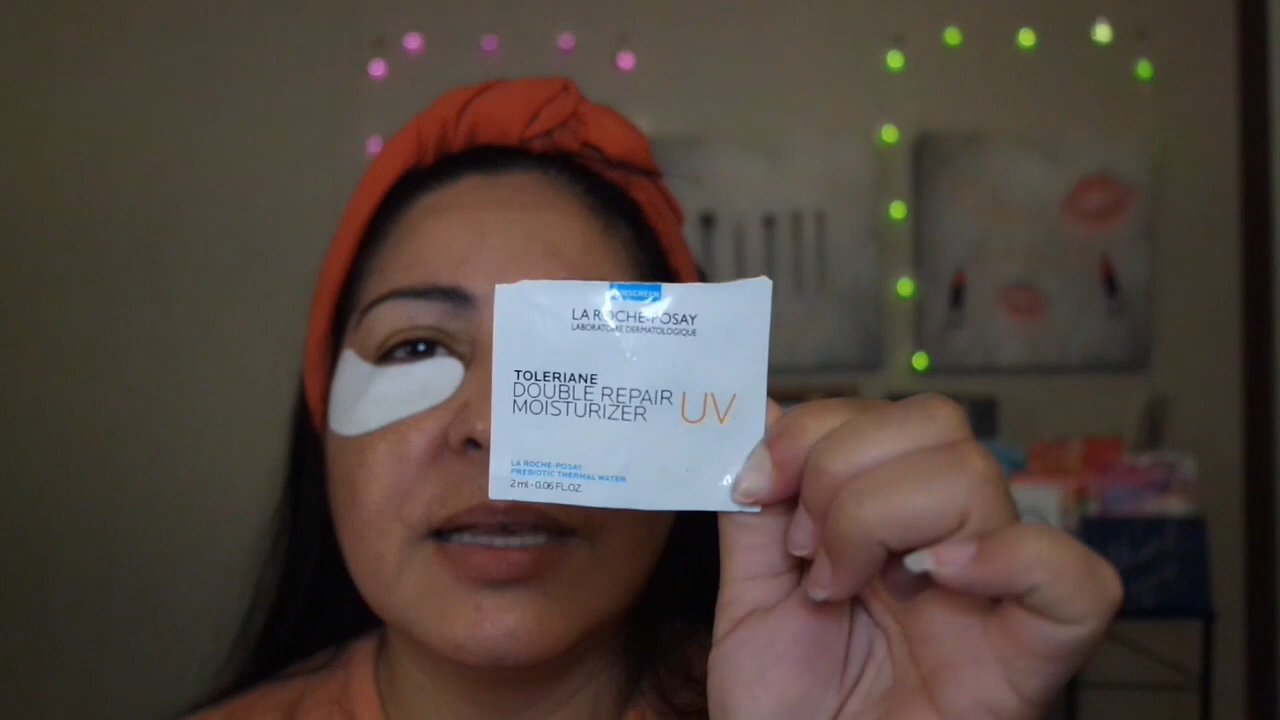 SUNSCREEN
LA ROCHE-POSAY
LABORATOIRE DERMATOLOGIQUE
TOLERIANE
DOUBLE REPAIR
MOISTURIZER UV
LA ROCHE-POSAY
PREBIOTIC THERMAL WATER
2 ml - 0.06 FL.OZ.